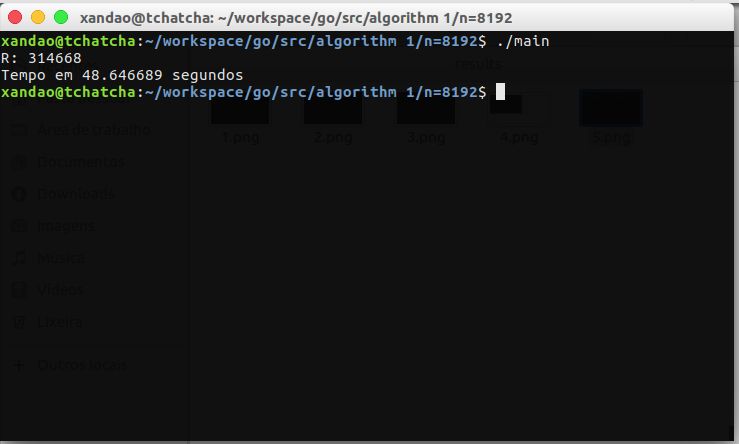 xandao@tchatcha: ~/workspace/go/src/algorithm 1/n=8192
xandao@tchatcha:~/workspace/go/src/algorithm 1/n=8192$ ./main
R: 314668
Tempo em 48.646689 segundos
xandao@tchatcha:~/workspace/go/src/algorithm 1/n=8192$
results
Área de trabalho
Documentos
Downloads
Imagens
Música
Vídeos
Lixeira
Outros locais
1.png 2.png 3.png 4.png 5.png